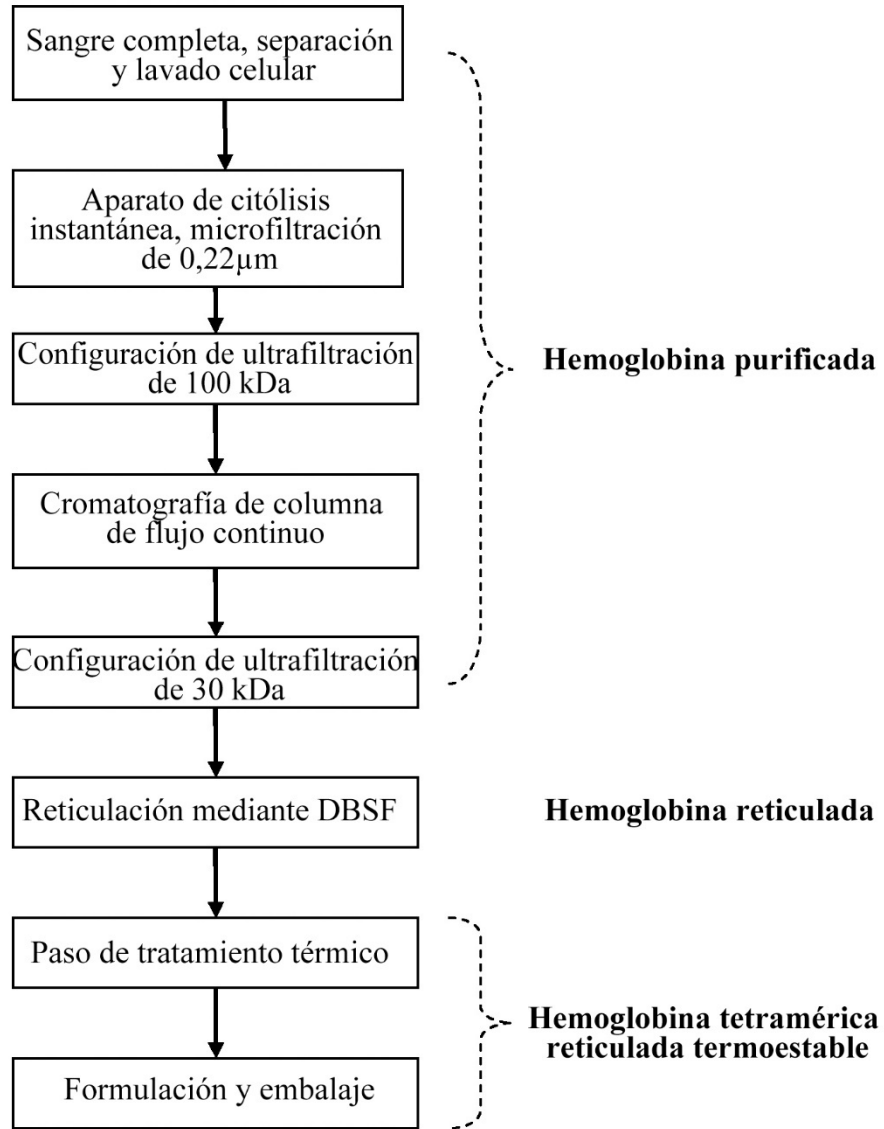 Sangre completa, separación
y lavado celular
Aparato de citólisis
instantánea, microfiltración
de 0,22µm
Configuración de ultrafiltración
de 100 kDa
Hemoglobina purificada
Cromatografía de columna
de flujo continuo
Configuración de ultrafiltración
de 30 kDa
Reticulación mediante DBSF
Hemoglobina reticulada
Paso de tratamiento térmico
Hemoglobina tetramérica
reticulada termoestable
Formulación y embalaje